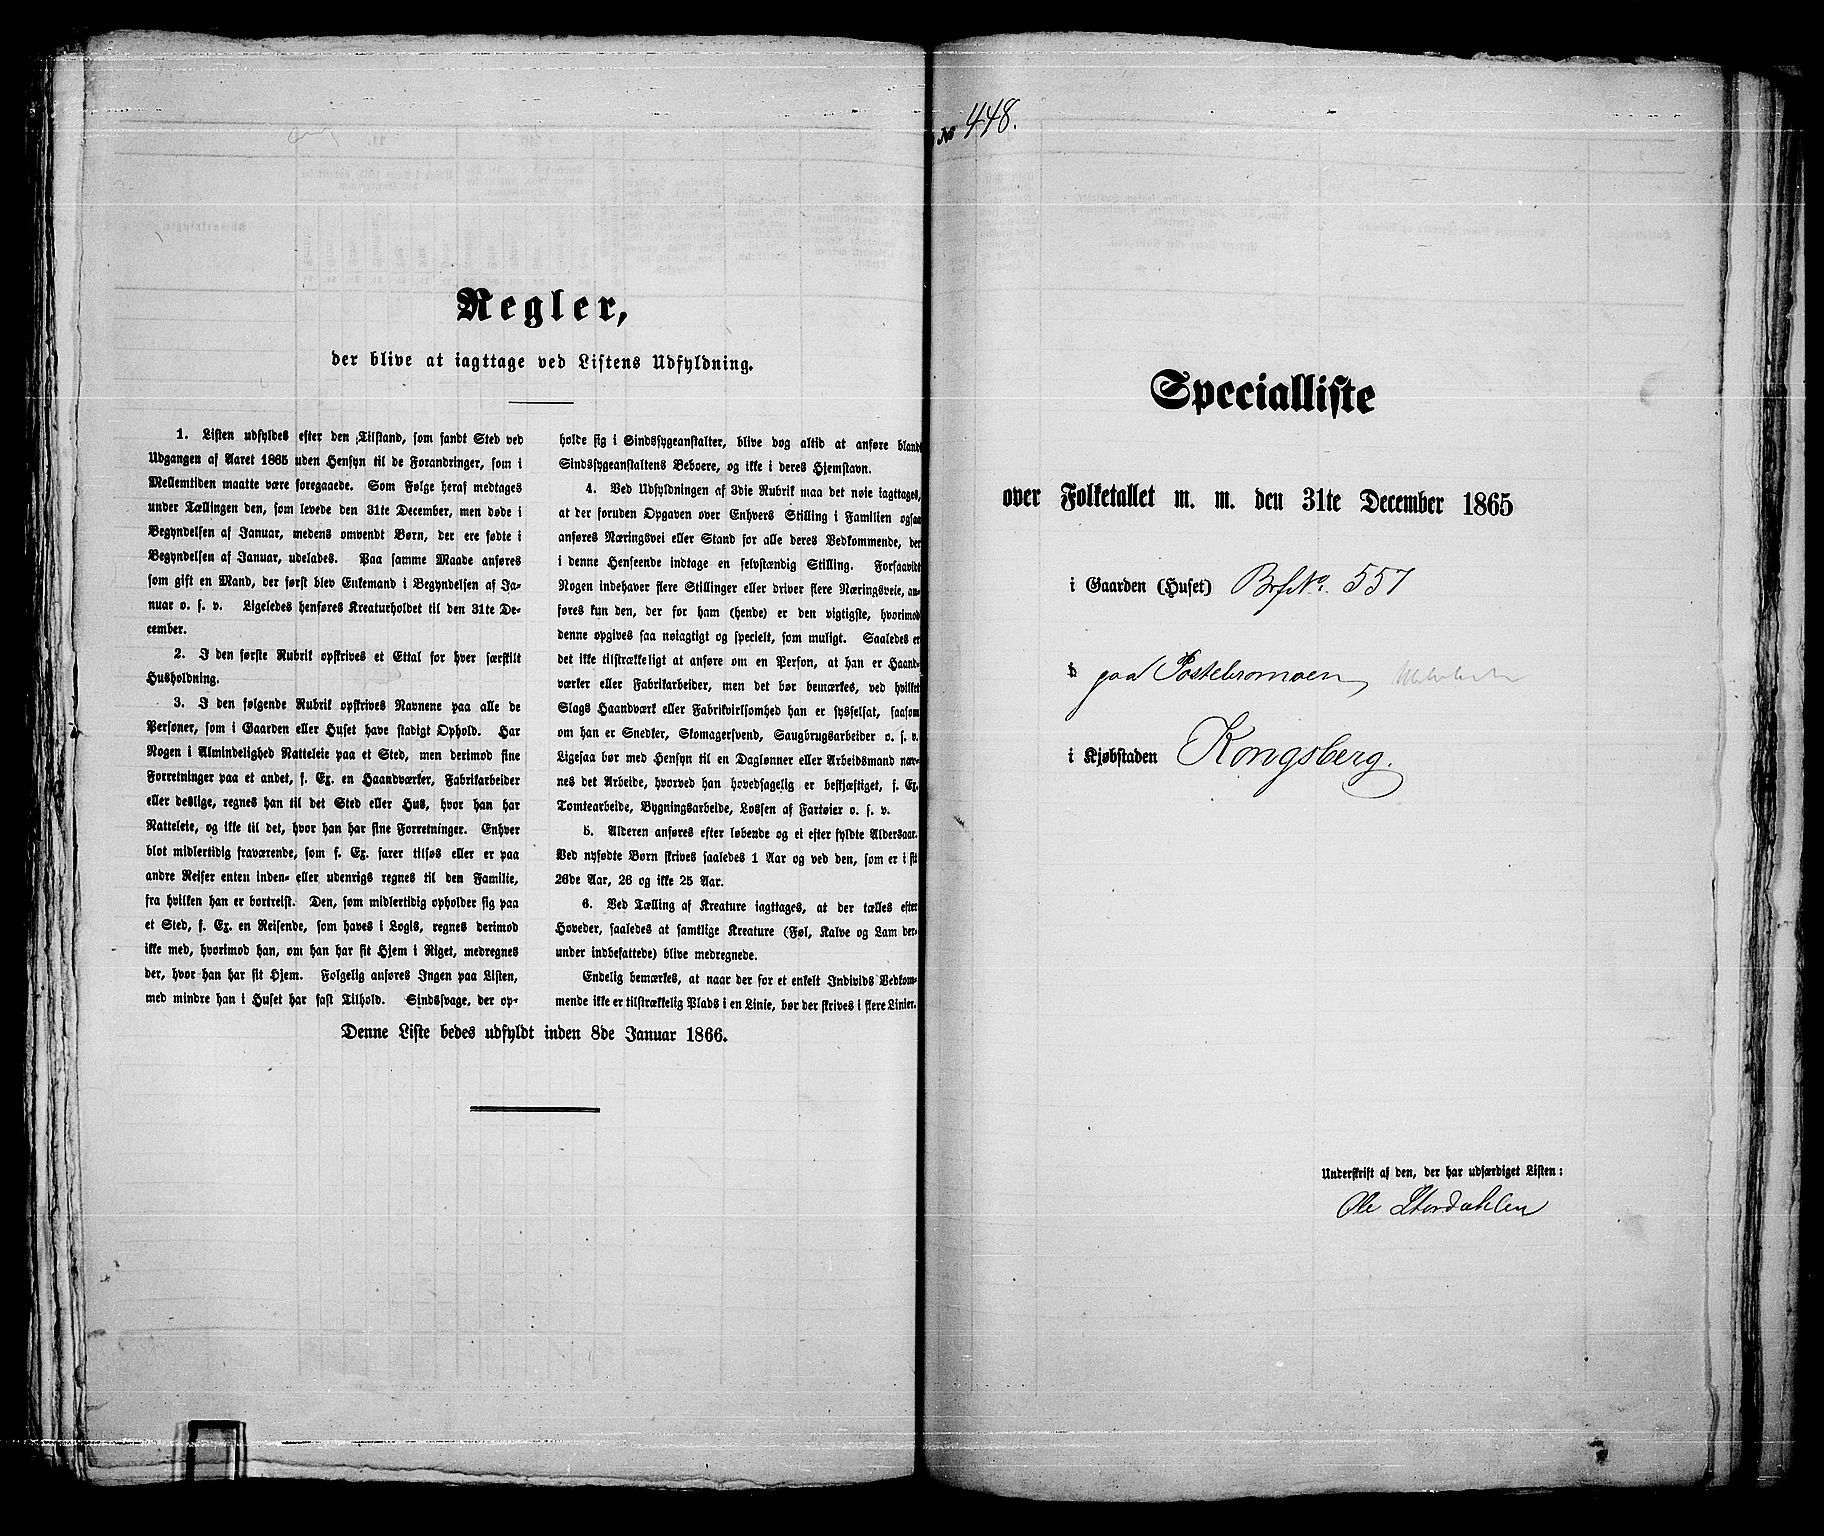 Regler,
der blive at iagttage ved Listens Udfyldning.
1. Listen udfyldes efter den Tilstand, som fandt Sted ved
Udgangen af Aaret 1865 uden Hensyn til de Forandringer, som i
Mellemtiden maatte være foregaaede. Som Følge heraf medtages
under Tællingen den, som levede den 31te December, men døde i
Begyndelsen af Januar, medens omvendt Børn, der ere fødte i
Begyndelsen af Januar, udelades. Paa samme Maade anføres
som gift en Mand, der først blev Enkemand i Begyndelsen af Ja-
nuar o. s. v. Ligeledes henføres Kreaturholdet til den 31te De-
cember.
2. I den første Rubrik opskrives et Ettal for hver særskilt
Husholdning.
3. I den følgende Rubrik opskrives Navnene paa alle de
Personer, som i Gaarden eller Huset have stadigt Ophold. Har
Nogen i Almindelighed Natteleie paa et Sted, men derimod sine
Forretninger paa et andet, f. Ex. en Haandværker, Fabrikarbeider
eller deslige, regnes han til det Sted eller Hus, hvor han har
Natteleie, og ikke til det, hvor han har sine Forretninger. Enhver
blot midlertidig fraværende, som f. Ex. farer tilsøs eller er paa
andre Reiser enten inden- eller udenrigs regnes til den Familie,
fra hvilken han er bortreist. Den, som midlertidig opholder sig paa
et Sted, f. Ex. en Reisende, som haves i Logis, regnes derimod
ikke med, hvorimod han, om han har sit Hjem i Riget, medregnes
der, hvor han har sit Hjem. Følgelig anføres Ingen paa Listen,
med mindre han i Huset har fast Tilhold. Sindssvage, der op-
holde sig i Sindssygeanstalter, blive dog altid at anføre blandt
Sindssygeanstaltens Beboere, og ikke i deres Hjemstavn.
4. Ved Udfyldningen af 3die Rubrik maa det nøie iagttages,
at der foruden Opgaven over Enhvers Stilling i Familien ogsaa
anføres Næringsvei eller Stand for alle deres Vedkommende, der
i denne Henseende indtage en selvstændig Stilling. Forsaavidt
Nogen indehaver flere Stillinger eller driver flere Næringsveie, an-
føres kun den, der for ham (hende) er den vigtigste, hvorimod
denne opgives saa nøiagtigt og specielt, som muligt. Saaledes er
det ikke tilstrækkeligt at anføre om en Person, at han er Haand-
værker eller Fabrikarbeider, men det bør bemærkes, ved hvilket
Slags Haandværk eller Fabrikvirksomhed han er sysselsat, saasom
om han er Snedker, Skomagersvend, Saugbrugsarbeider o. s. v.
Ligesaa bør med Hensyn til en Daglønner eller Arbeidsmand næv-
nes det Arbeide, hvorved han hovedsagelig er beskjæftiget, f. Ex.
Tomtearbeide, Bygningsarbeide, Lossen af Fartøier o. s. v.
5. Alderen anføres efter løbende og ei efter fyldte Aldersaar.
Ved nyfødte Børn skrives saaledes 1 Aar og ved den, som er i sit
26de Aar, 26 og ikke 25 Aar.
6. Ved Tælling af Kreature iagttages, at der tælles efter
Hoveder, saaledes at samtlige Kreature (Føl, Kalve og Lam der-
under indbefattede) blive medregnede.
Endelig bemærkes, at naar der for et enkelt Individs Vedkom-
mende ikke er tilstrækkelig Plads i en Linie, bør der skrives i flere Linier.
Denne Liste bedes udfyldt inden 8de Januar 1866.
No 448.
Specialliste
over Folketallet m. m. den 31te December 1865
i Gaarden (Huset) BrfNo. 557
paa Postebromoen
i Kjøbstaden Kongsberg.
Underskrift af den, der har udfærdiget Listen:
Ole Stordahlen